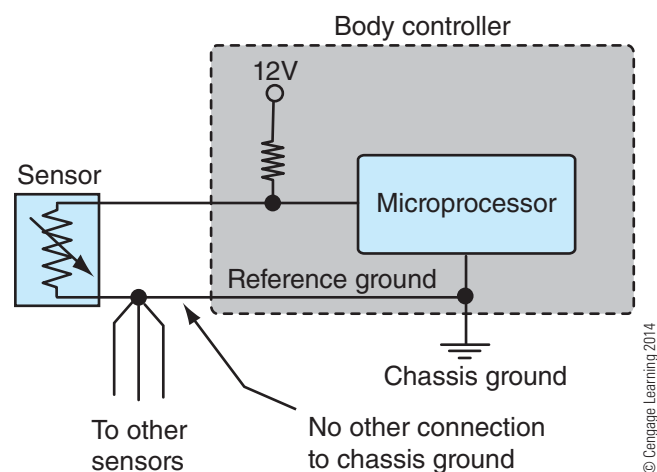 Body controller
12V
Sensor
Microprocessor
Reference ground
Chassis ground
To other
sensors
No other connection
to chassis ground
© Cengage Learning 2014